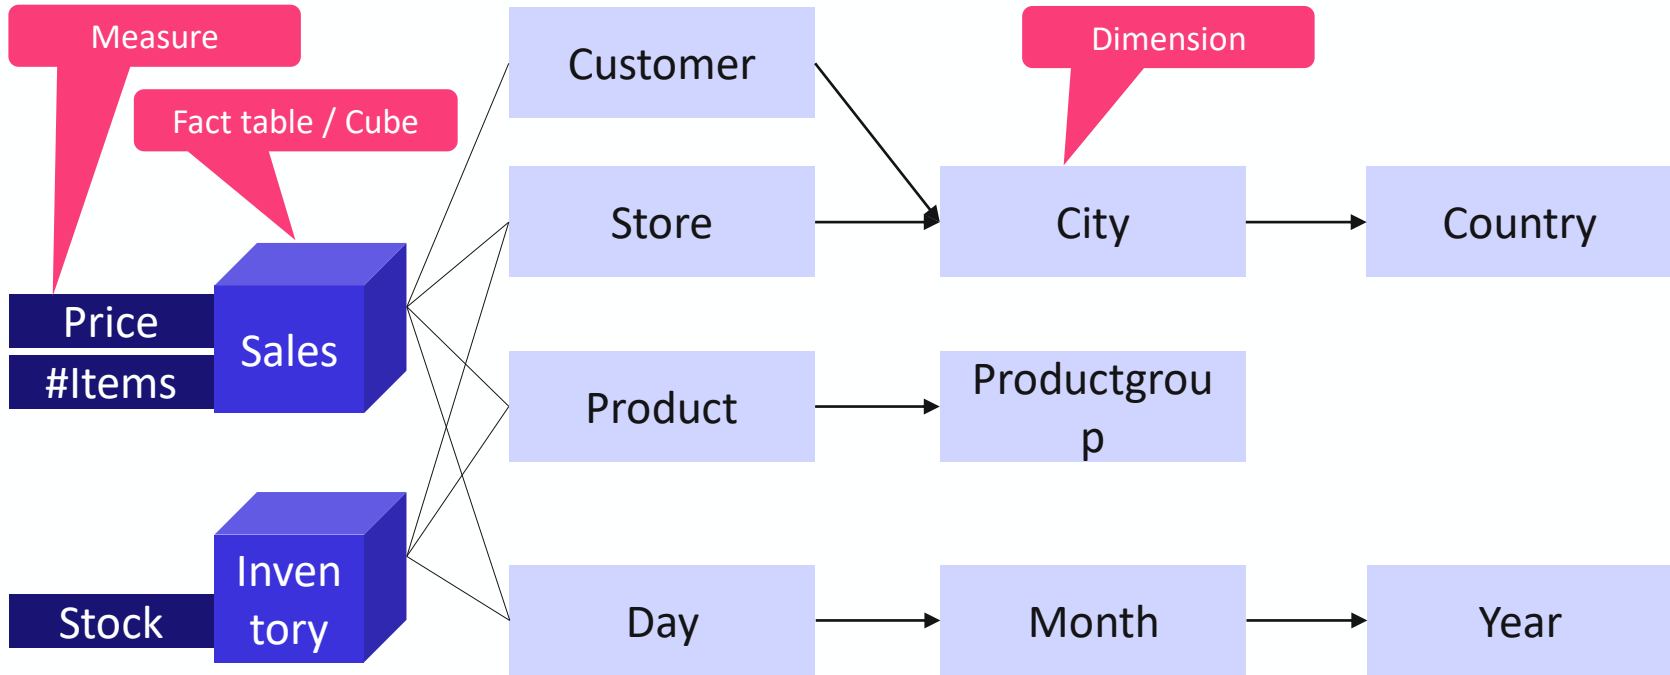 Measure
Fact table / Cube
Customer
Dimension
Store
City
Country
Price
#Items
Sales
Product
Productgrou
p
Inven
tory
Stock
Day
Month
Year